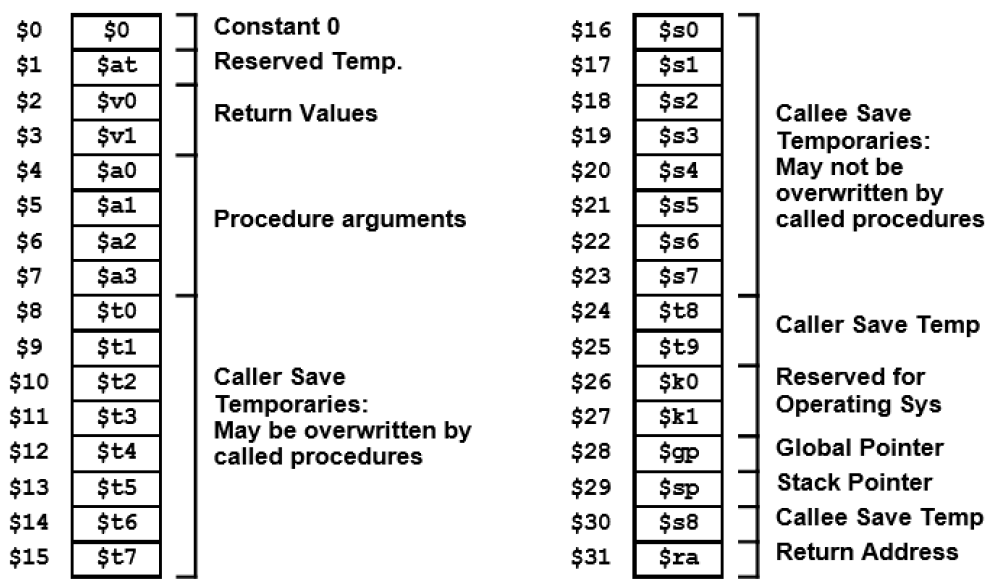 $0 $0 Constant 0
$1 $at Reserved Temp.
$2 $v0
Return Values
$3 $v1
$4 $a0
$5 $a1
Procedure arguments
$6 $a2
$7 $a3
$8 $t0
$9 $t1
$10 $t2
Caller Save
Temporaries:
$11 $t3
May be overwritten by
$12 $t4
called procedures
$13 $t5
$14 $t6
$15 $t7
$16 $s0
$17 $s1
$18 $s2
Callee Save
$19 $s3
Temporaries:
$20 $s4
May not be
overwritten by
$21 $s5
called procedures
$22 $s6
$23 $s7
$24 $t8
Caller Save Temp
$25 $t9
$26 $k0
Reserved for
Operating Sys
$27 $k1
$28 $gp Global Pointer
$29 $sp Stack Pointer
$30 $s8 Callee Save Temp
$31 $ra Return Address